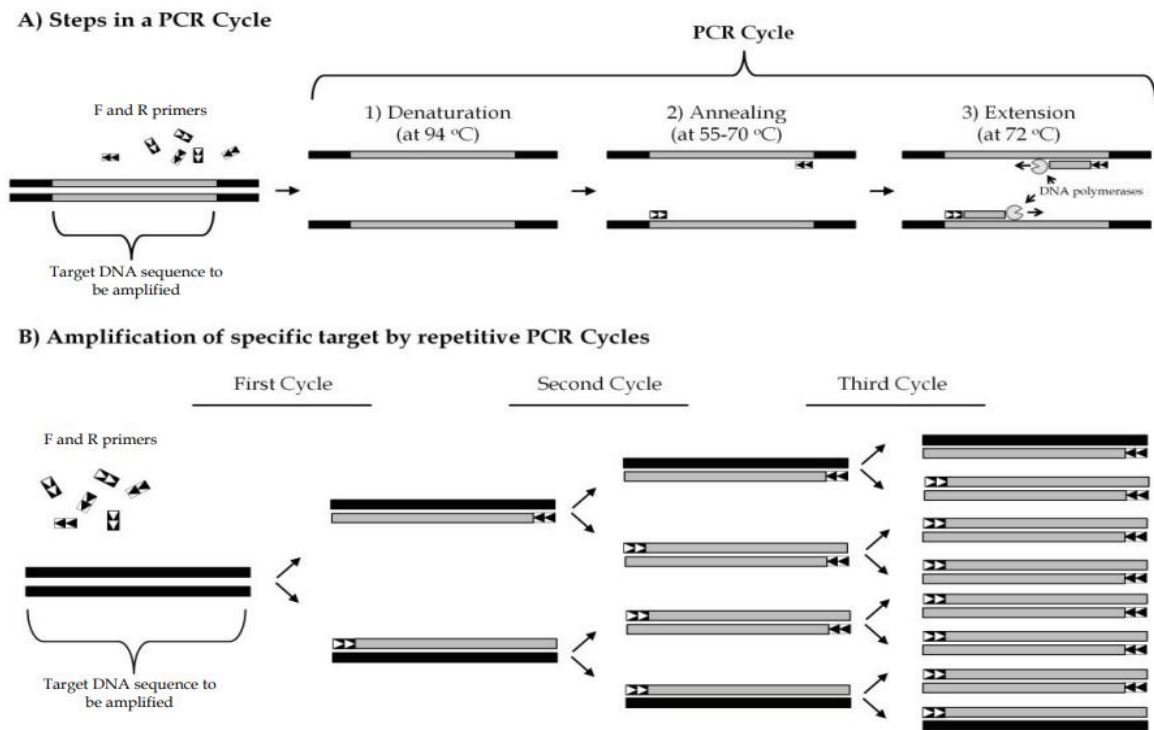 A) Steps in a PCR Cycle
PCR Cycle
F and R primers
1) Denaturation
(at 94 °C)
2) Annealing
(at 55-70 °C)
3) Extension
(at 72 °C)
DNA polymerases
Target DNA sequence to
be amplified
B) Amplification of specific target by repetitive PCR Cycles
First Cycle
Second Cycle
Third Cycle
F and R primers
Target DNA sequence to
be amplified